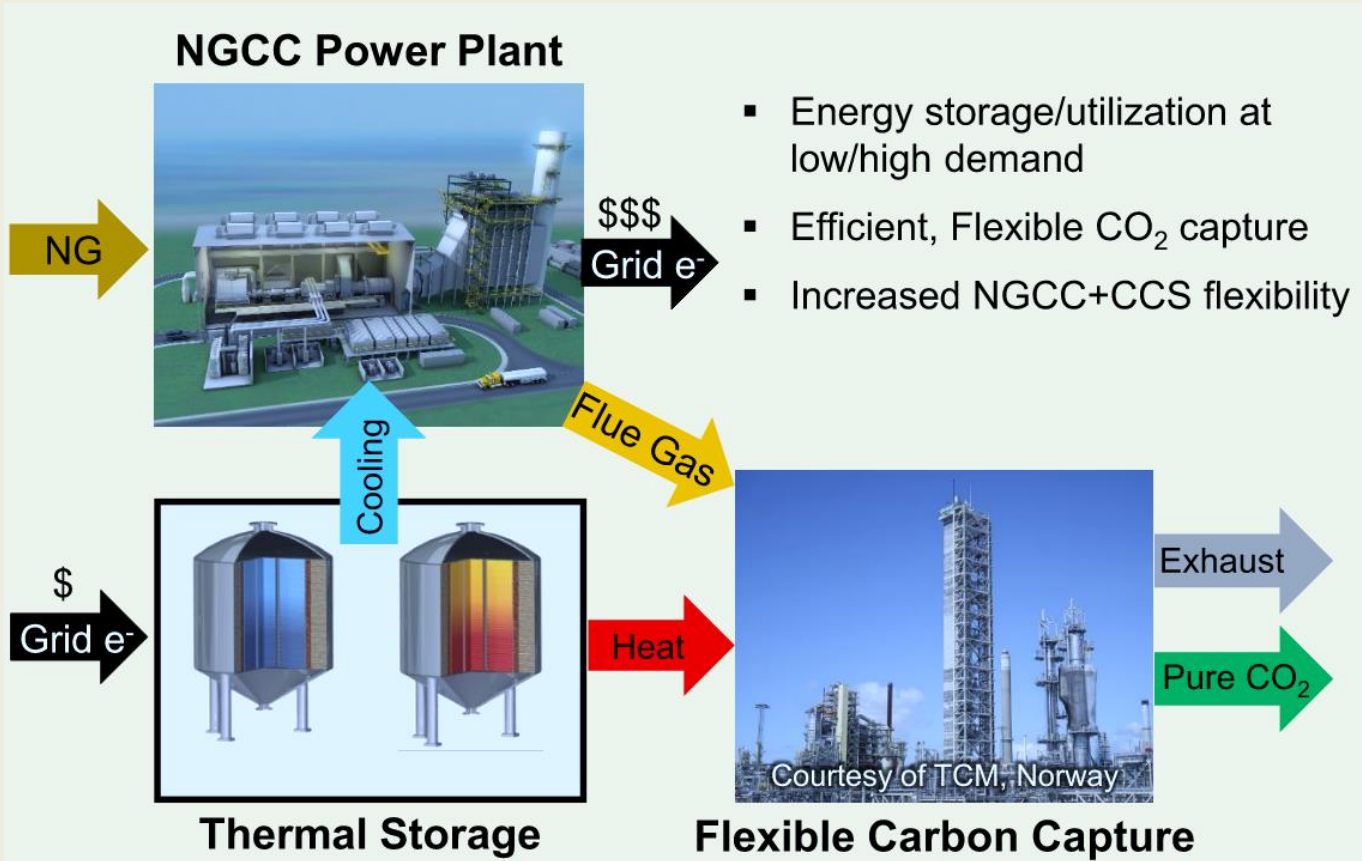 NGCC Power Plant
NG
$$$
Grid e⁻
▪ Energy storage/utilization at
low/high demand
▪ Efficient, Flexible CO₂ capture
▪ Increased NGCC+CCS flexibility
Cooling
Flue Gas
$
Grid e⁻
Heat
Exhaust
Pure CO₂
Courtesy of TCM, Norway
Thermal Storage
Flexible Carbon Capture